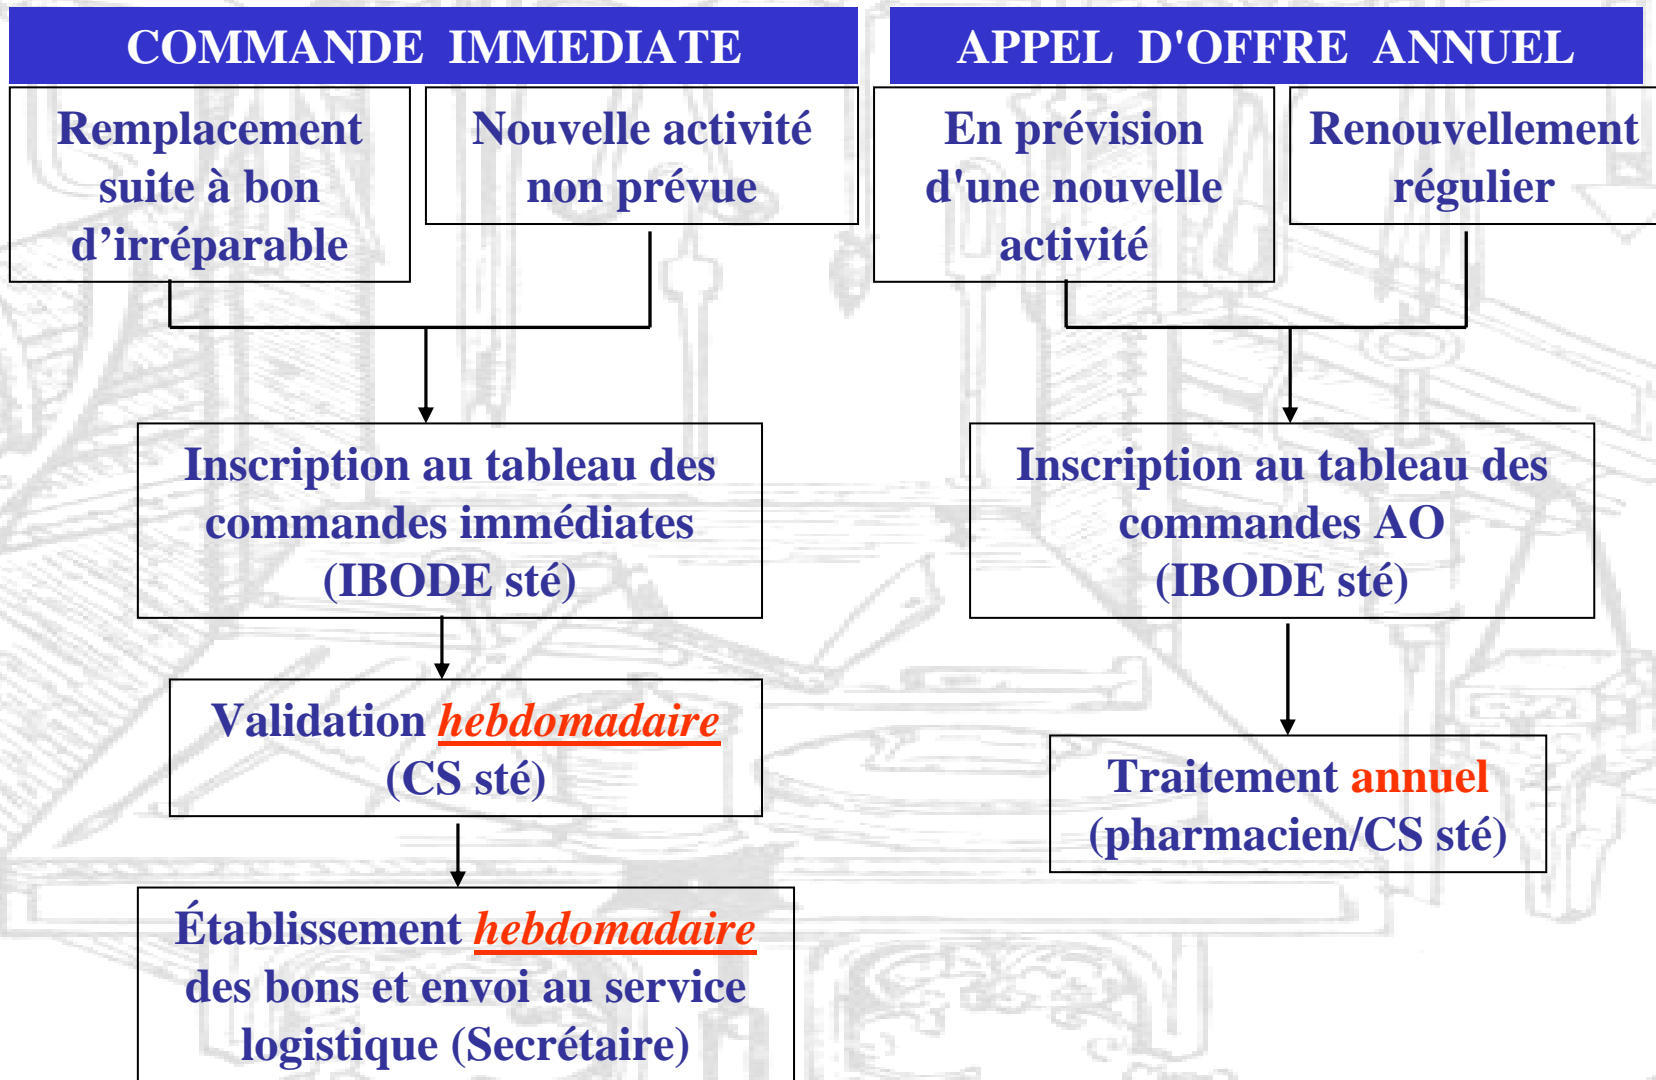 COMMANDE IMMEDIATE
Remplacement
suite à bon
d’irréparable
Nouvelle activité
non prévue
Inscription au tableau des
commandes immédiates
(IBODE sté)
Validation hebdomadaire
(CS sté)
Établissement hebdomadaire
des bons et envoi au service
logistique (Secrétaire)
APPEL D'OFFRE ANNUEL
En prévision
d'une nouvelle
activité
Renouvellement
régulier
Inscription au tableau des
commandes AO
(IBODE sté)
Traitement annuel
(pharmacien/CS sté)